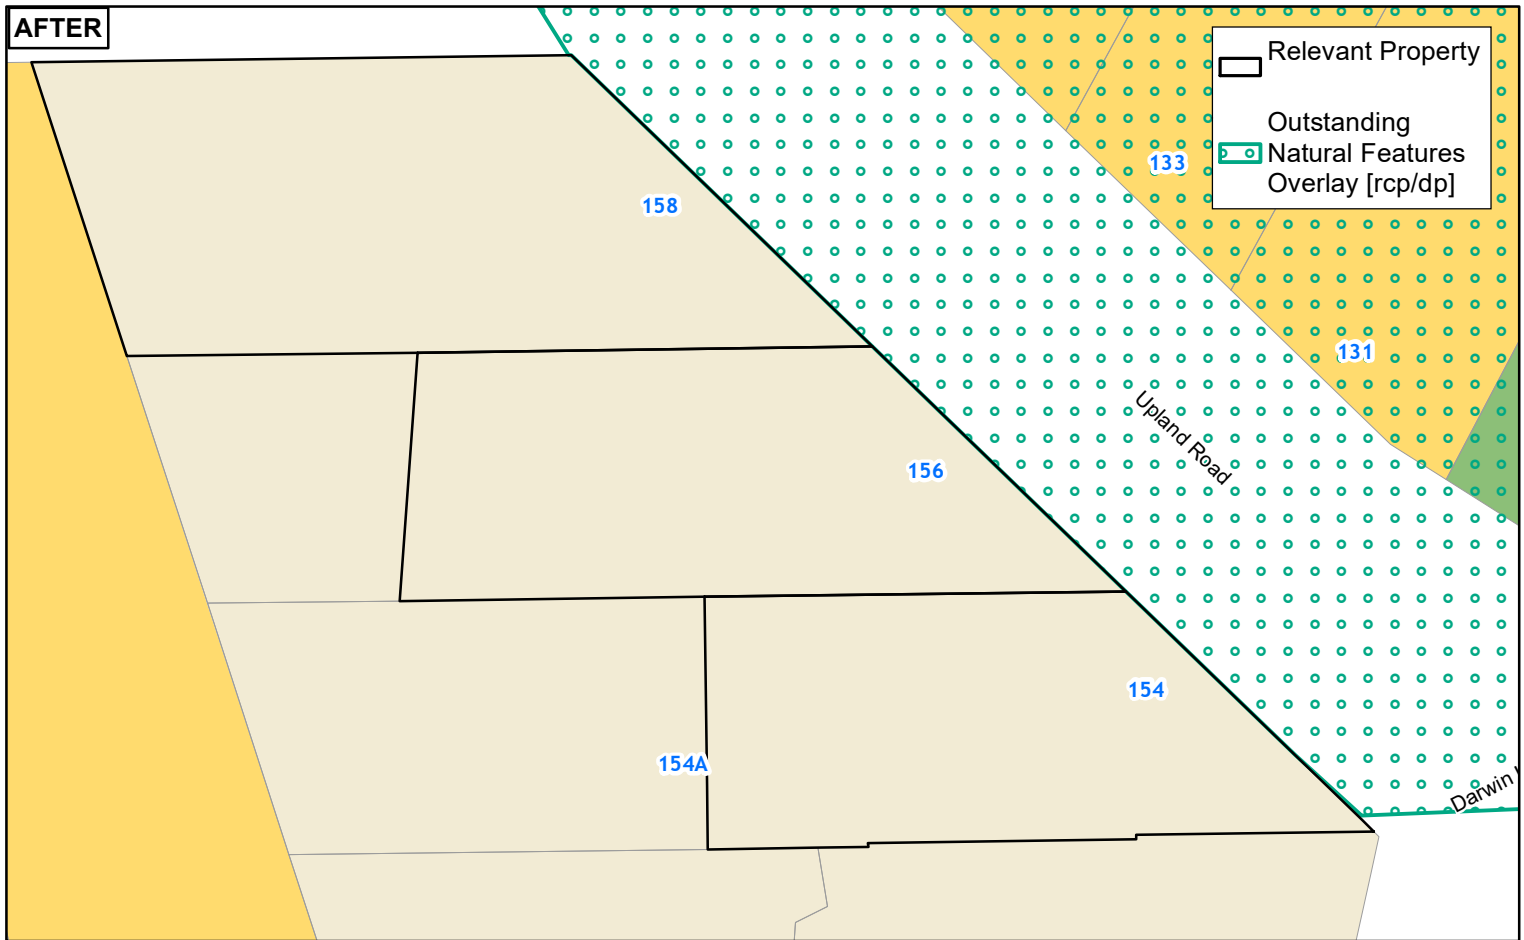 AFTER
Relevant Property
Outstanding
Natural Features
Overlay [rcp/dp]
133
158
131
Upland Road
156
154
154A
Darwin